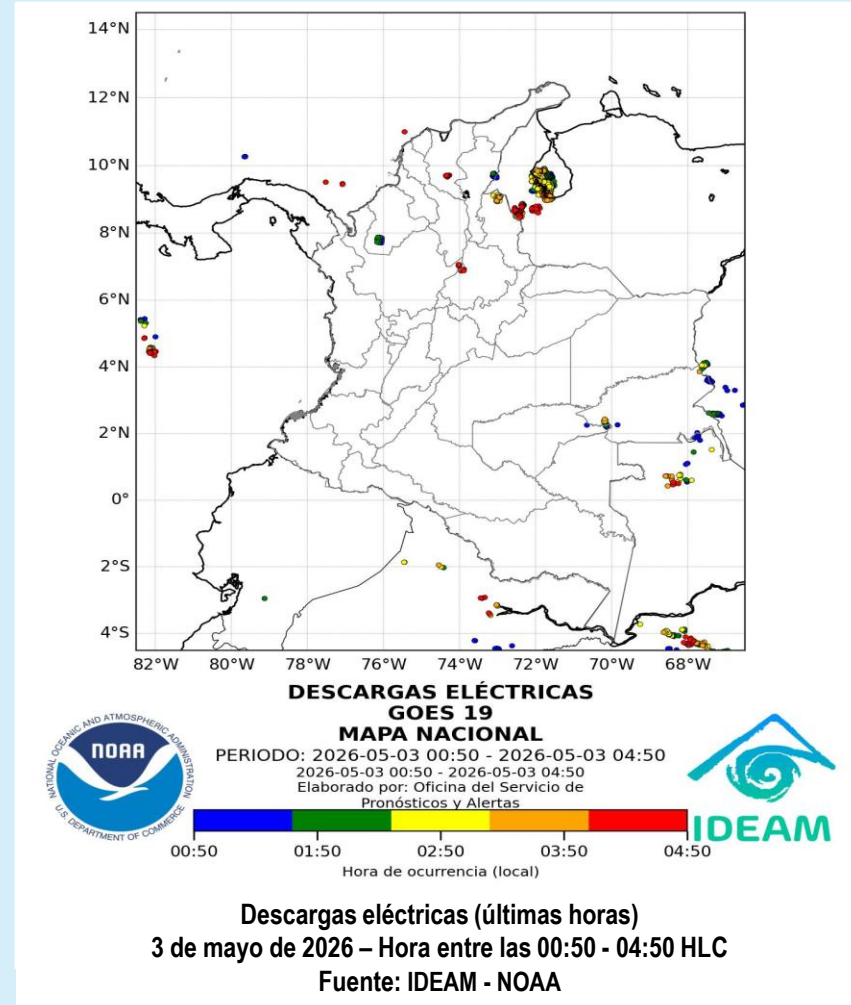 14°N
12°N
10°N
8°N
6°N
4°N
2°N
0°
2°S
4°S
82°W 80°W 78°W 76°W 74°W 72°W 70°W 68°W
DESCARGAS ELÉCTRICAS
GOES 19
MAPA NACIONAL
PERIODO: 2026-05-03 00:50 - 2026-05-03 04:50
2026-05-03 00:50 - 2026-05-03 04:50
Elaborado por: Oficina del Servicio de
Pronósticos y Alertas
NATIONAL OCEANIC AND ATMOSPHERIC ADMINISTRATION
NOAA
U.S. DEPARTMENT OF COMMERCE
IDEAM
00:50 01:50 02:50 03:50 04:50
Hora de ocurrencia (local)
Descargas eléctricas (últimas horas)
3 de mayo de 2026 – Hora entre las 00:50 - 04:50 HLC
Fuente: IDEAM - NOAA